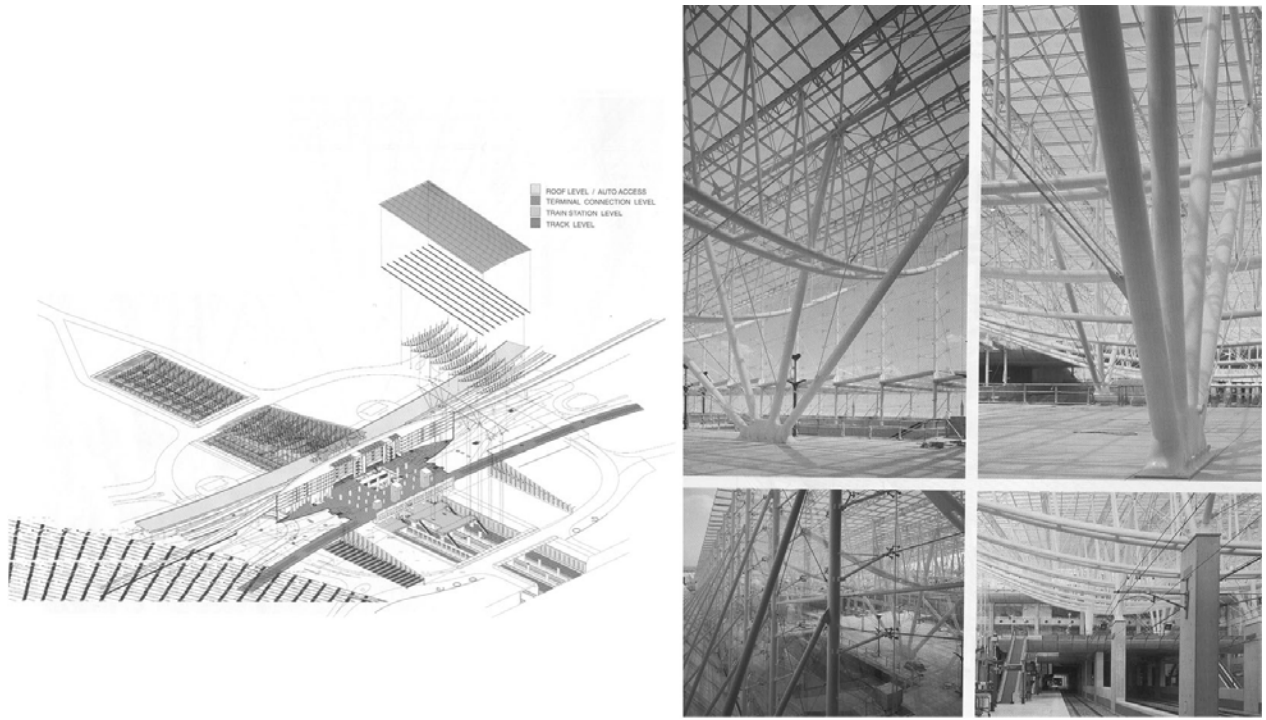 ROOF LEVEL / AUTO ACCESS
TERMINAL CONNECTION LEVEL
TRAIN STATION LEVEL
TRACK LEVEL